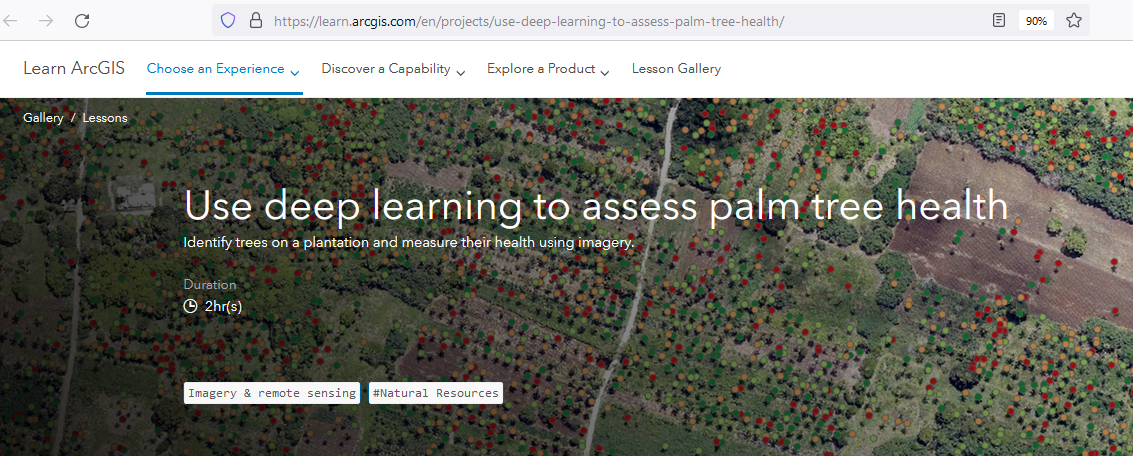 https://learn.arcgis.com/en/projects/use-deep-learning-to-assess-palm-tree-health/ 90%
Learn ArcGIS Choose an Experience Discover a Capability Explore a Product Lesson Gallery
Gallery / Lessons
Use deep learning to assess palm tree health
Identify trees on a plantation and measure their health using imagery.
Duration
2hr(s)
Imagery & remote sensing #Natural Resources